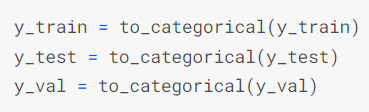 y_train = to_categorical(y_train)
y_test = to_categorical(y_test)
y_val = to_categorical(y_val)